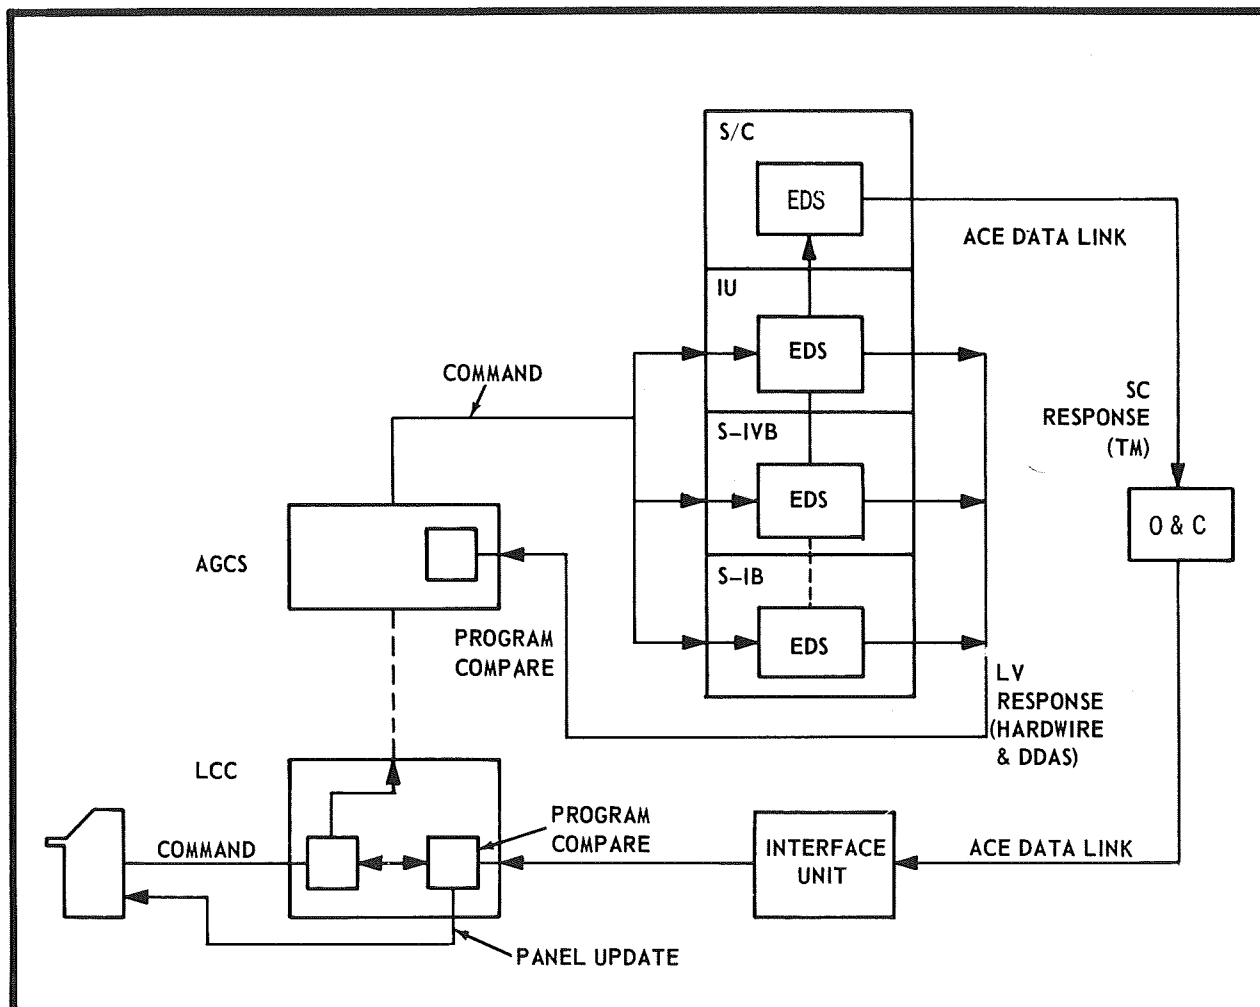 S/C
EDS
ACE DATA LINK
IU
EDS
COMMAND
SC
RESPONSE
(TM)
S-IVB
EDS
O & C
AGCS
S-IB
EDS
PROGRAM
COMPARE
LV
RESPONSE
(HARDWIRE
& DDAS)
LCC
PROGRAM
COMPARE
COMMAND
INTERFACE
UNIT
ACE DATA LINK
PANEL UPDATE